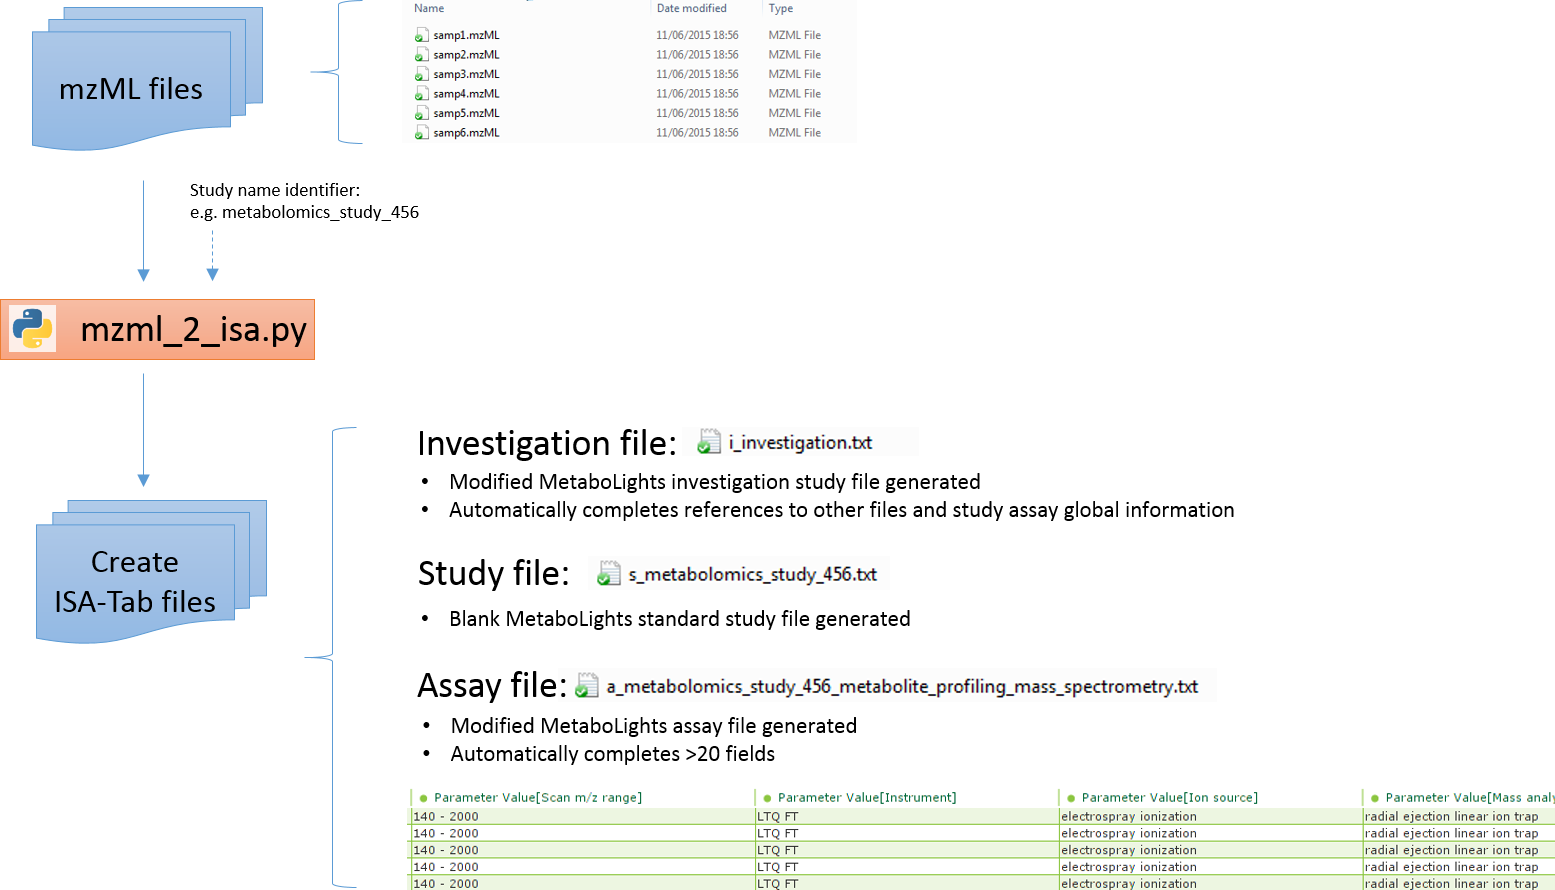 Name Date modified Type
samp1.mzML 11/06/2015 18:56 MZML File
samp2.mzML 11/06/2015 18:56 MZML File
samp3.mzML 11/06/2015 18:56 MZML File
samp4.mzML 11/06/2015 18:56 MZML File
samp5.mzML 11/06/2015 18:56 MZML File
samp6.mzML 11/06/2015 18:56 MZML File
mzML files
Study name identifier:
e.g. metabolomics_study_456
mzml_2_isa.py
Create
ISA-Tab files
Investigation file: i_investigation.txt
• Modified MetaboLights investigation study file generated
• Automatically completes references to other files and study assay global information
Study file: s_metabolomics_study_456.txt
• Blank MetaboLights standard study file generated
Assay file: a_metabolomics_study_456_metabolite_profiling_mass_spectrometry.txt
• Modified MetaboLights assay file generated
• Automatically completes >20 fields
Parameter Value[Scan m/z range] Parameter Value[Instrument] Parameter Value[Ion source] Parameter Value[Mass analy
140 - 2000 LTQ FT electrospray ionization radial ejection linear ion trap
140 - 2000 LTQ FT electrospray ionization radial ejection linear ion trap
140 - 2000 LTQ FT electrospray ionization radial ejection linear ion trap
140 - 2000 LTQ FT electrospray ionization radial ejection linear ion trap
140 - 2000 LTQ FT electrospray ionization radial ejection linear ion trap